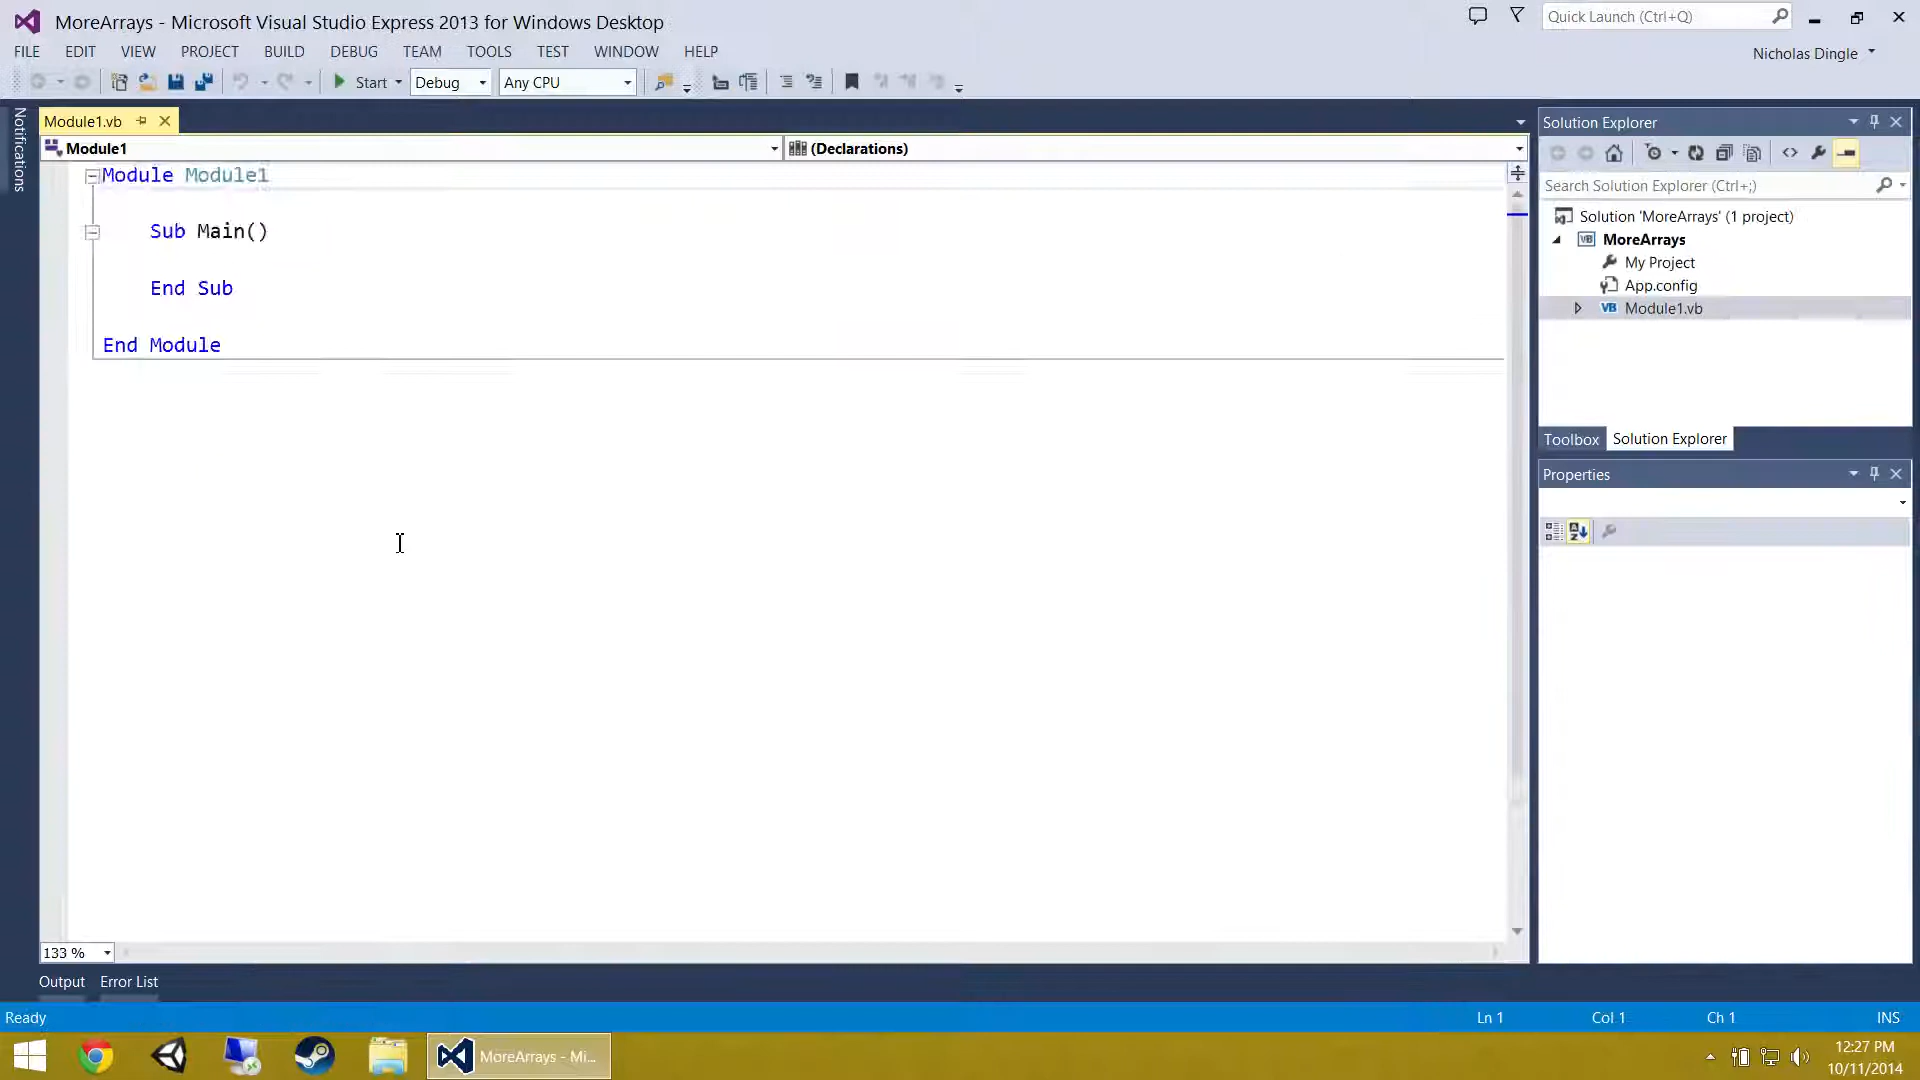 MoreArrays - Microsoft Visual Studio Express 2013 for Windows Desktop
Quick Launch (Ctrl+Q)
FILE EDIT VIEW PROJECT BUILD DEBUG TEAM TOOLS TEST WINDOW HELP
Nicholas Dingle
Start Debug Any CPU
Notifications
Module1.vb
Module1 (Declarations)
Module Module1
Sub Main()
End Sub
End Module
133 %
Output Error List
Solution Explorer
Search Solution Explorer (Ctrl+;)
Solution 'MoreArrays' (1 project)
VB MoreArrays
My Project
App.config
VB Module1.vb
Toolbox Solution Explorer
Properties
Ready Ln 1 Col 1 Ch 1 INS
MoreArrays - Mi...
12:27 PM
10/11/2014